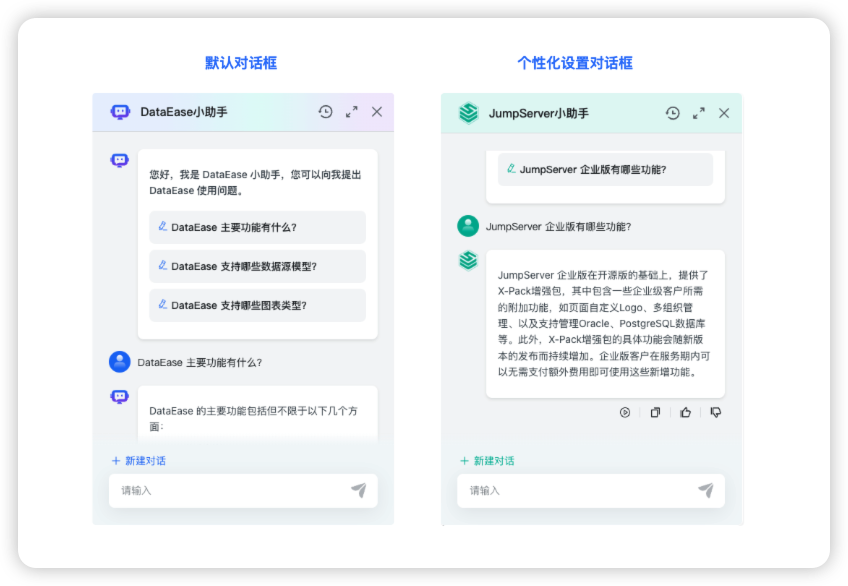 默认对话框
DataEase小助手
您好，我是 DataEase 小助手，您可以向我提出
DataEase 使用问题。
DataEase 主要功能有什么?
DataEase 支持哪些数据源模型?
DataEase 支持哪些图表类型?
DataEase 主要功能有什么?
DataEase 的主要功能包括但不限于以下几个方
面:
+ 新建对话
请输入
个性化设置对话框
JumpServer小助手
JumpServer 企业版有哪些功能?
JumpServer 企业版有哪些功能?
JumpServer 企业版在开源版的基础上，提供了
X-Pack增强包，其中包含一些企业级客户所需
的附加功能，如页面自定义Logo、多组织管
理、以及支持管理Oracle、PostgreSQL数据库
等。此外，X-Pack增强包的具体功能会随新版
本的发布而持续增加。企业版客户在服务期内可
以无需支付额外费用即可使用这些新增功能。
+ 新建对话
请输入